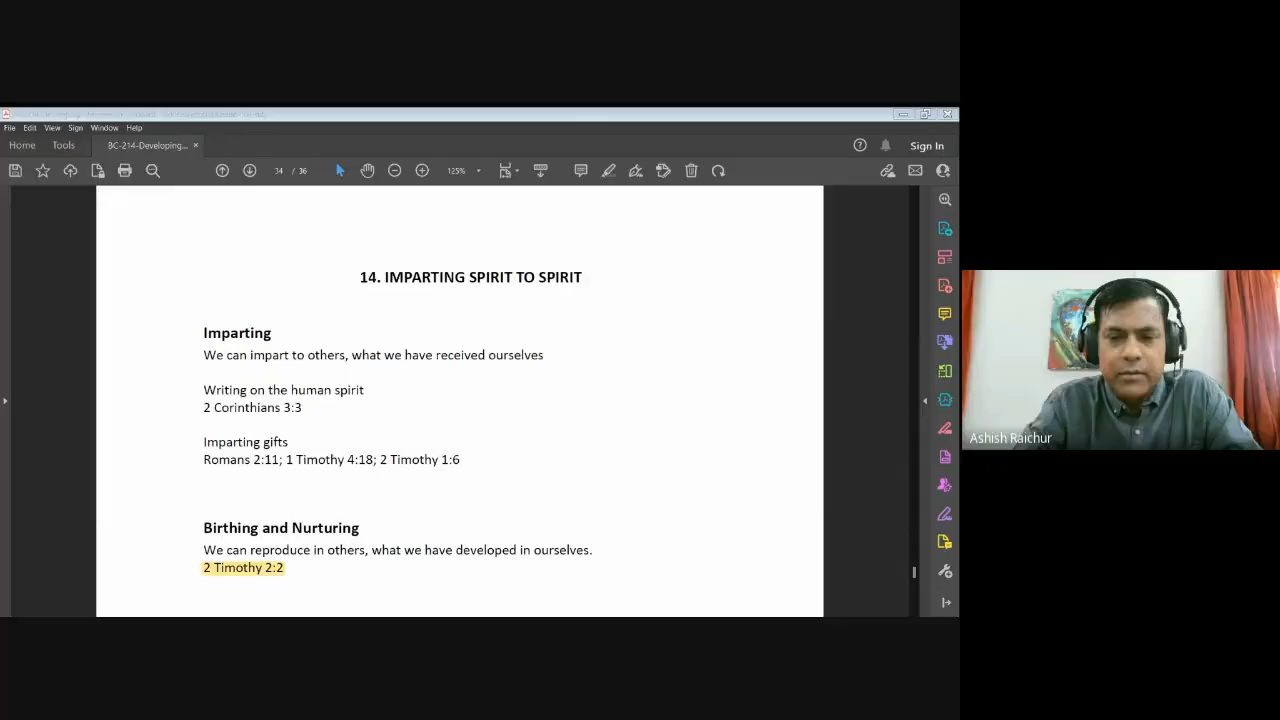 File Edit View Sign Window Help
Home Tools BC-214-Developing... × Sign In
34 / 36 125%
14. IMPARTING SPIRIT TO SPIRIT
Imparting
We can impart to others, what we have received ourselves
Writing on the human spirit
2 Corinthians 3:3
Imparting gifts
Romans 2:11; 1 Timothy 4:18; 2 Timothy 1:6
Birthing and Nurturing
We can reproduce in others, what we have developed in ourselves.
2 Timothy 2:2
Ashish Raichur